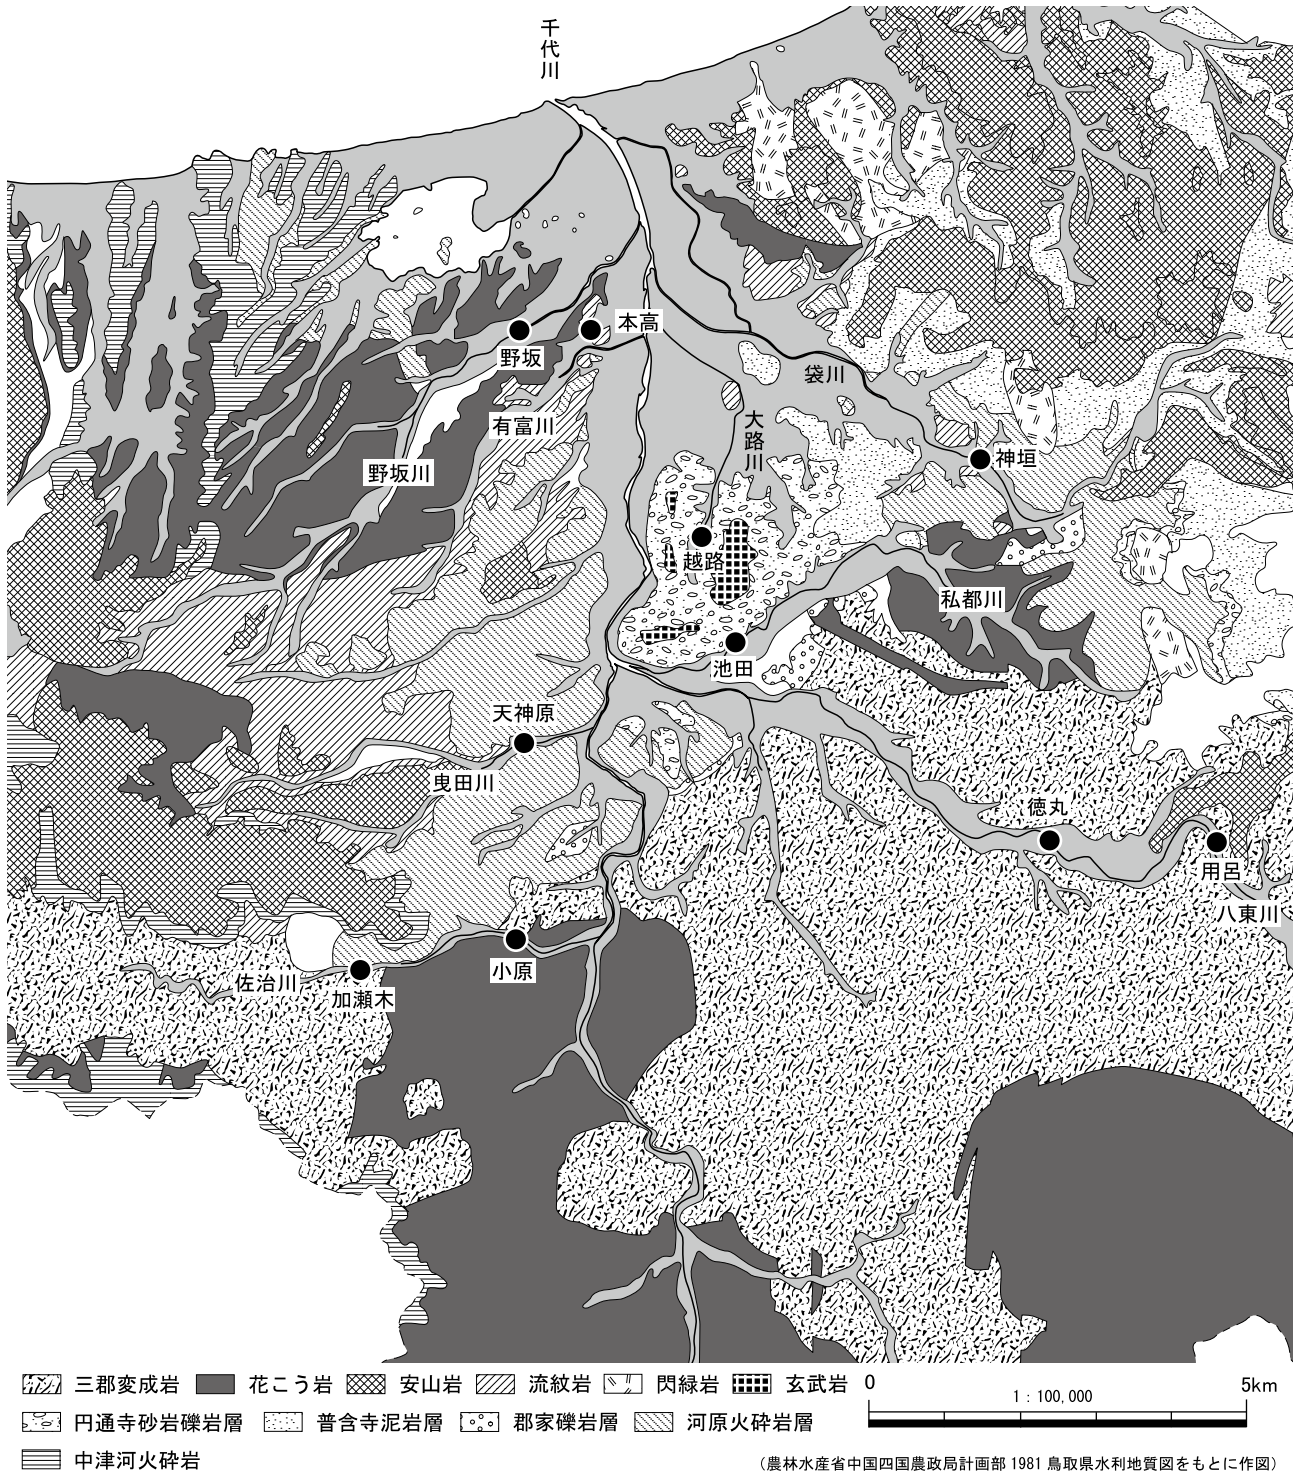 千代川
本高
野坂
袋川
有富川
大路川
神垣
野坂川
越路
私都川
池田
天神原
曳田川
徳丸
用呂
八東川
小原
佐治川
加瀬木
三郡変成岩 花こう岩 安山岩 流紋岩 閃緑岩 玄武岩 0 5km
1：100,000
円通寺砂岩礫岩層 普含寺泥岩層 郡家礫岩層 河原火砕岩層
中津河火砕岩
（農林水産省中国四国農政局計画部 1981 鳥取県水利地質図をもとに作図）